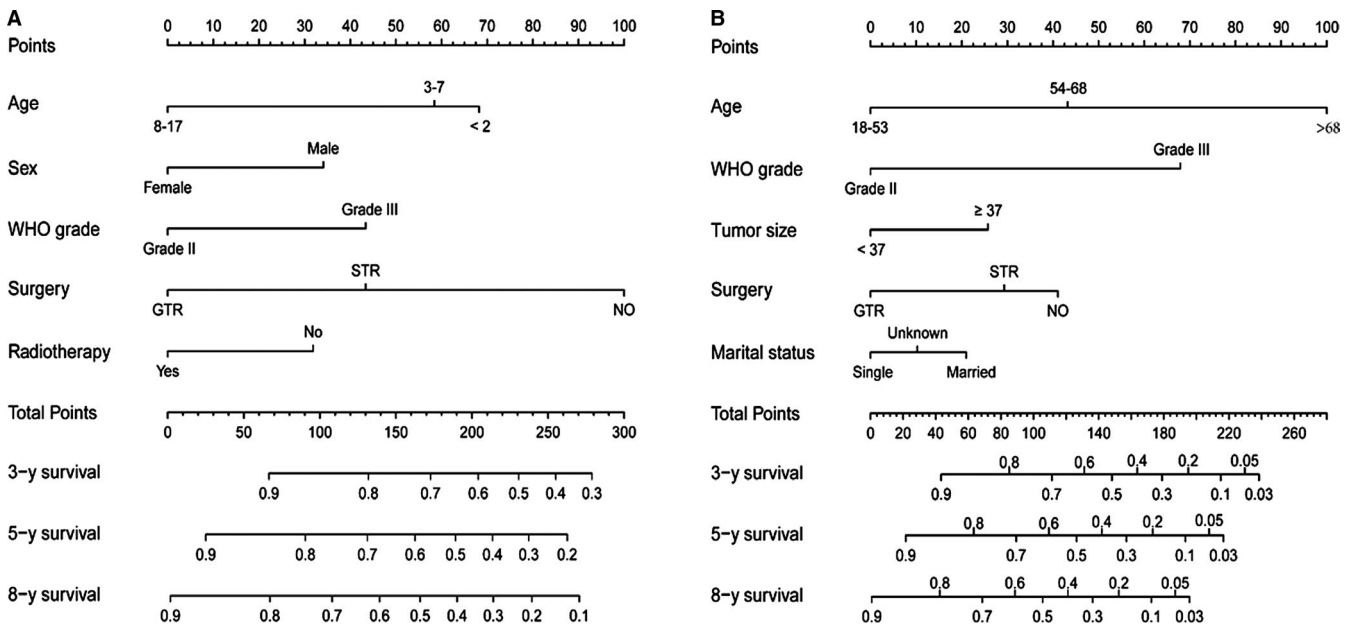 A
0 10 20 30 40 50 60 70 80 90 100
Points
3-7
Age
8-17 < 2
Male
Sex
Female
Grade III
WHO grade
Grade II
STR
Surgery
GTR NO
No
Radiotherapy
Yes
Total Points
0 50 100 150 200 250 300
3-y survival
0.9 0.8 0.7 0.6 0.5 0.4 0.3
5-y survival
0.9 0.8 0.7 0.6 0.5 0.4 0.3 0.2
8-y survival
0.9 0.8 0.7 0.6 0.5 0.4 0.3 0.2 0.1
B
0 10 20 30 40 50 60 70 80 90 100
Points
54-68
Age
18-53 >68
Grade III
WHO grade
Grade II
≥ 37
Tumor size
< 37
STR
Surgery
GTR NO
Unknown
Marital status
Single Married
Total Points
0 20 40 60 80 100 140 180 220 260
0.8 0.6 0.4 0.2 0.05
3-y survival
0.9 0.7 0.5 0.3 0.1 0.03
0.8 0.6 0.4 0.2 0.05
5-y survival
0.9 0.7 0.5 0.3 0.1 0.03
0.8 0.6 0.4 0.2 0.05
8-y survival
0.9 0.7 0.5 0.3 0.1 0.03